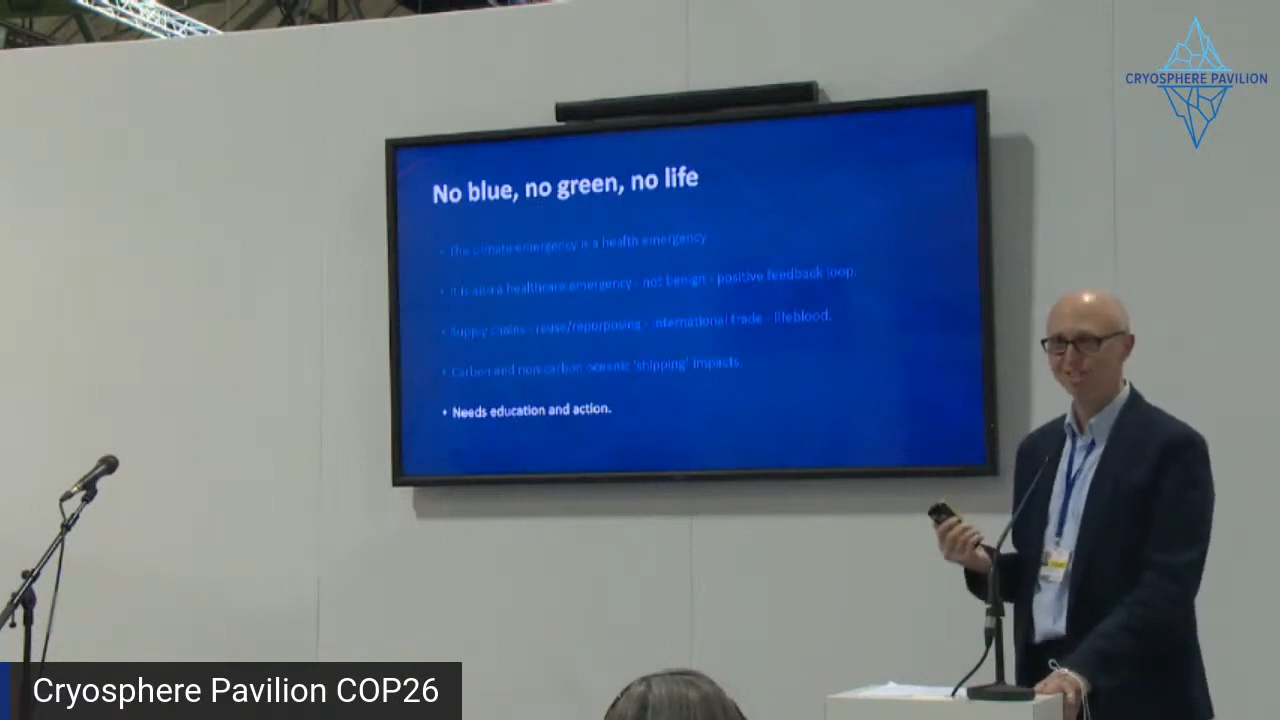 CRYOSPHERE PAVILION
No blue, no green, no life
• The climate emergency is a health emergency
• It is also a healthcare emergency - not benign - positive feedback loop.
• Supply chains - reuse/repurposing - international trade - lifeblood.
• Carbon and non carbon oceanic 'shipping' impacts.
• Needs education and action.
Cryosphere Pavilion COP26